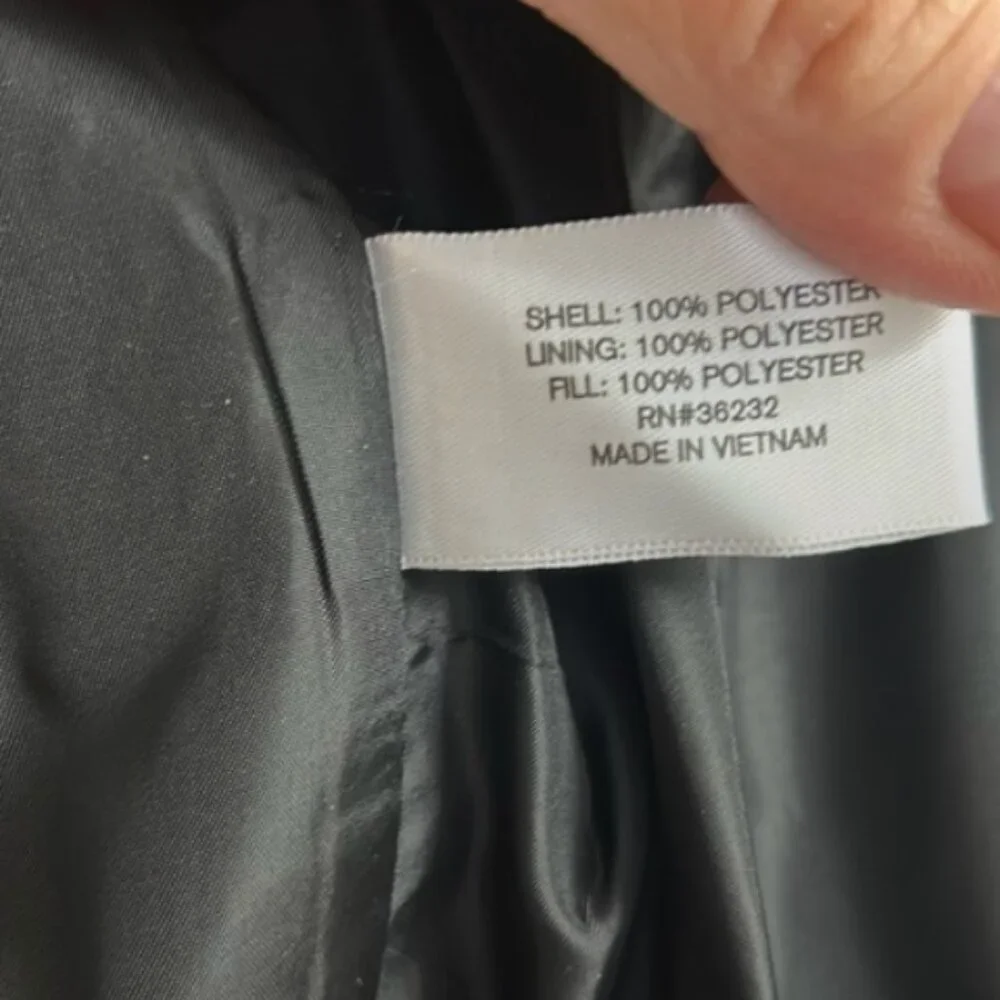 SHELL: 100% POLYESTER
LINING: 100% POLYESTER
FILL: 100% POLYESTER
RN#36232
MADE IN VIETNAM